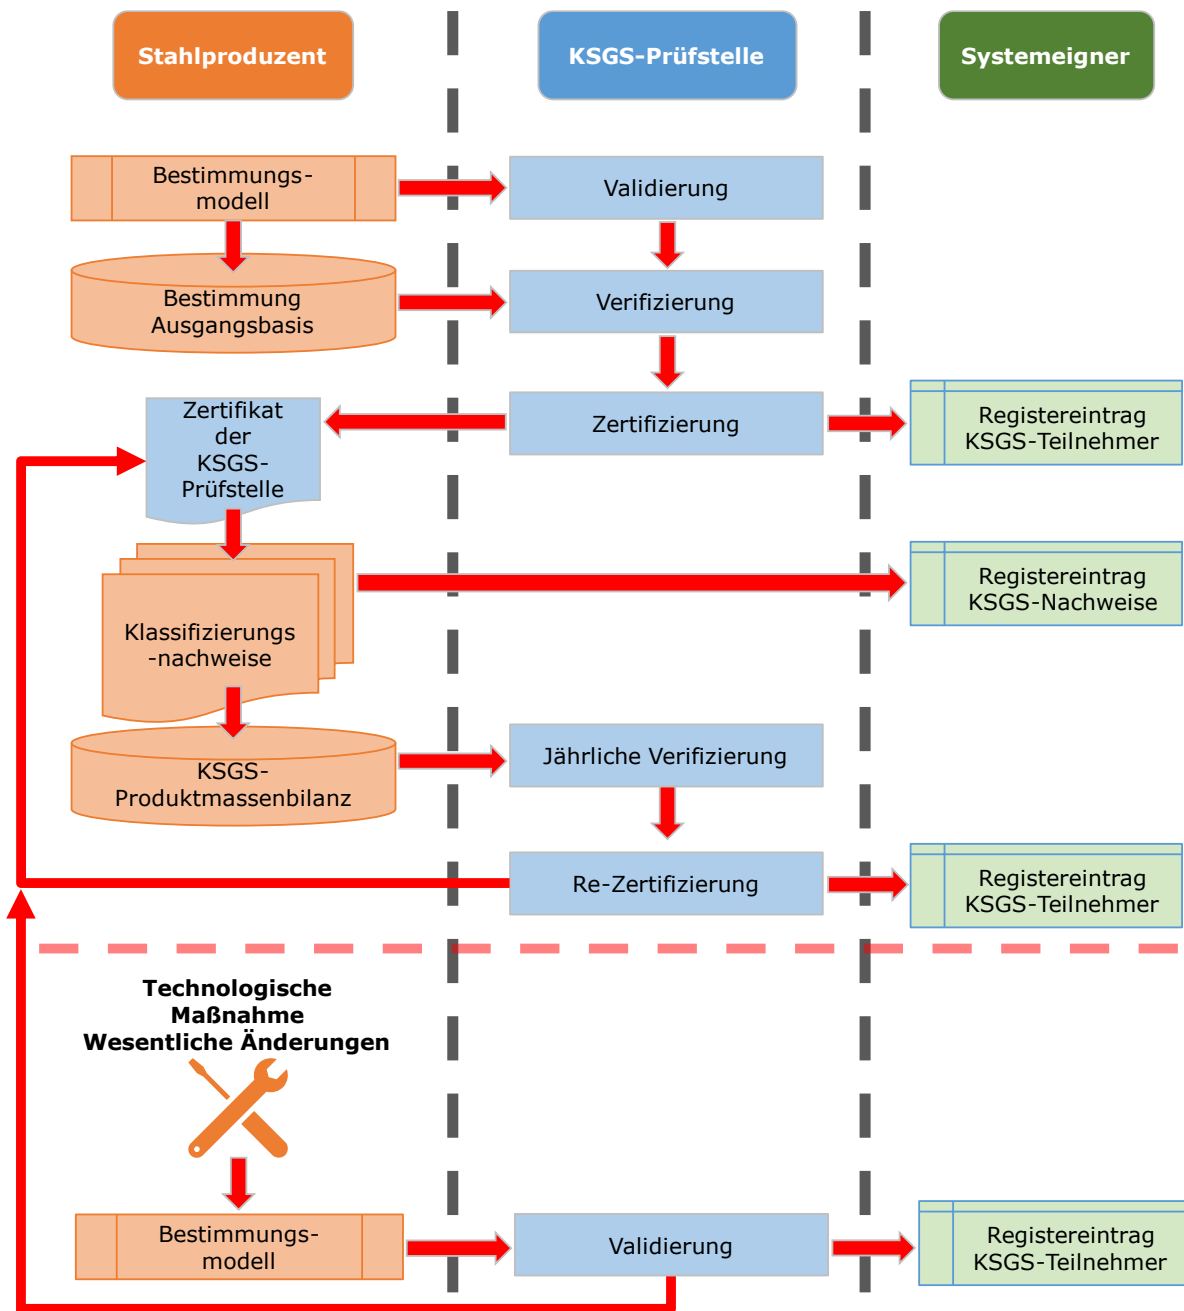 Stahlproduzent
KSGS-Prüfstelle
Systemeigner
Bestimmungs-
modell
Validierung
Bestimmung
Ausgangsbasis
Verifizierung
Zertifikat
der
KSGS-
Prüfstelle
Zertifizierung
Registereintrag
KSGS-Teilnehmer
Klassifizierungs
-nachweise
Registereintrag
KSGS-Nachweise
KSGS-
Produktmassenbilanz
Jährliche Verifizierung
Re-Zertifizierung
Registereintrag
KSGS-Teilnehmer
Technologische
Maßnahme
Wesentliche Änderungen
Bestimmungs-
modell
Validierung
Registereintrag
KSGS-Teilnehmer